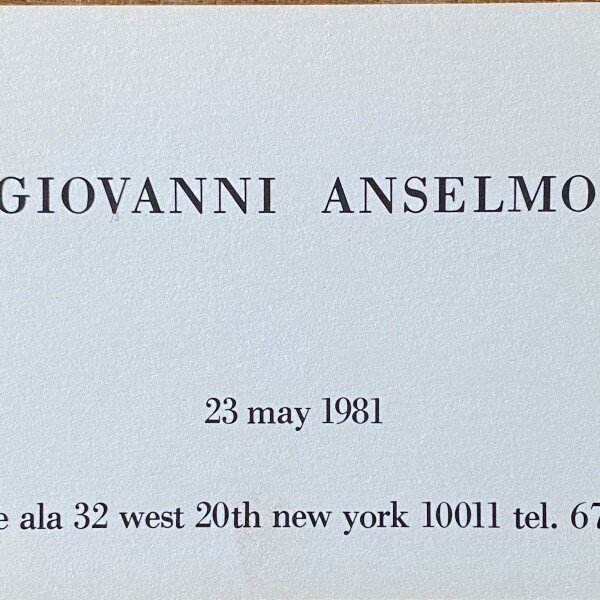 GIOVANNI ANSELMO
23 may 1981
e ala 32 west 20th new york 10011 tel. 67